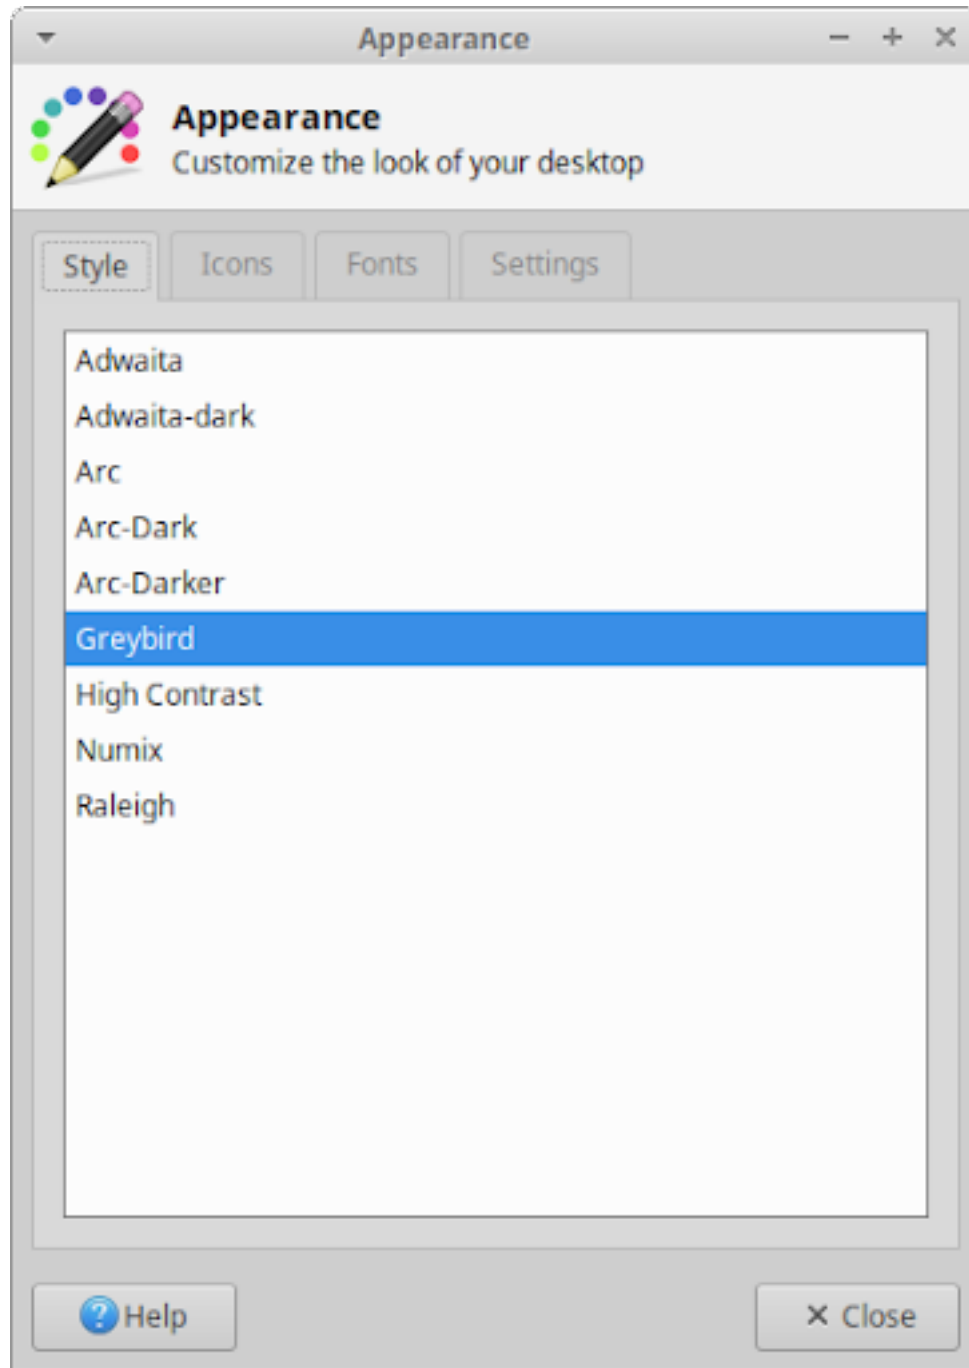 Appearance
Appearance
Customize the look of your desktop
Style Icons Fonts Settings
Adwaita
Adwaita-dark
Arc
Arc-Dark
Arc-Darker
Greybird
High Contrast
Numix
Raleigh
Help Close